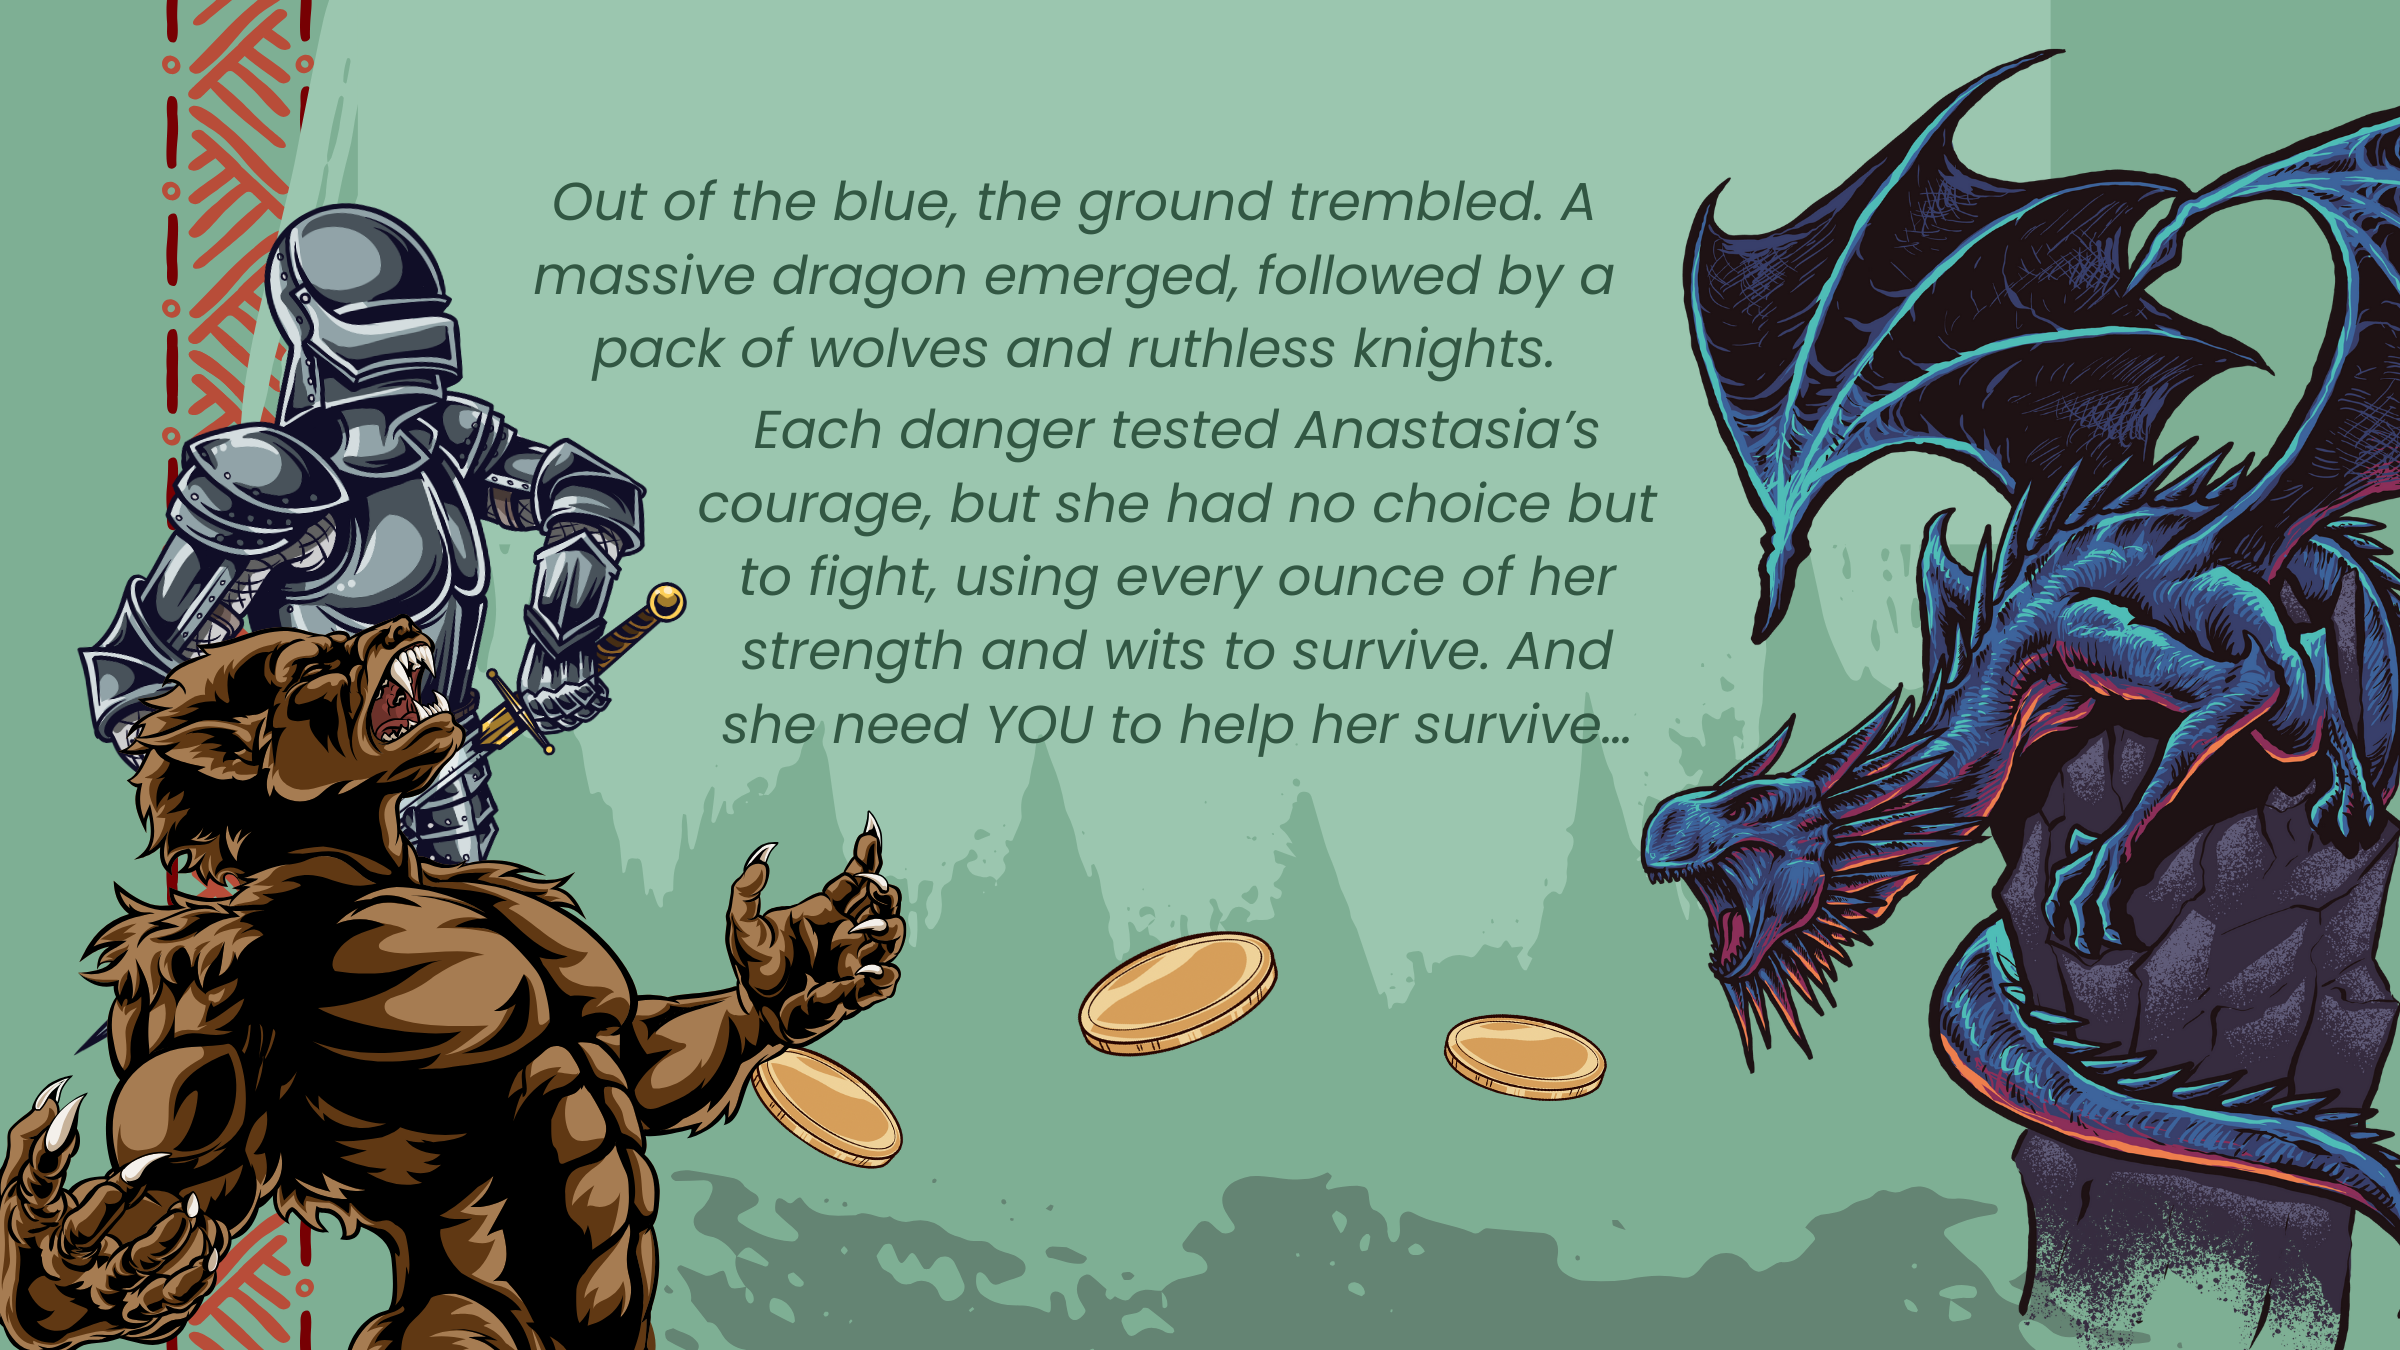 Out of the blue, the ground trembled. A
massive dragon emerged, followed by a
pack of wolves and ruthless knights.
Each danger tested Anastasia’s
courage, but she had no choice but
to fight, using every ounce of her
strength and wits to survive. And
she need YOU to help her survive...